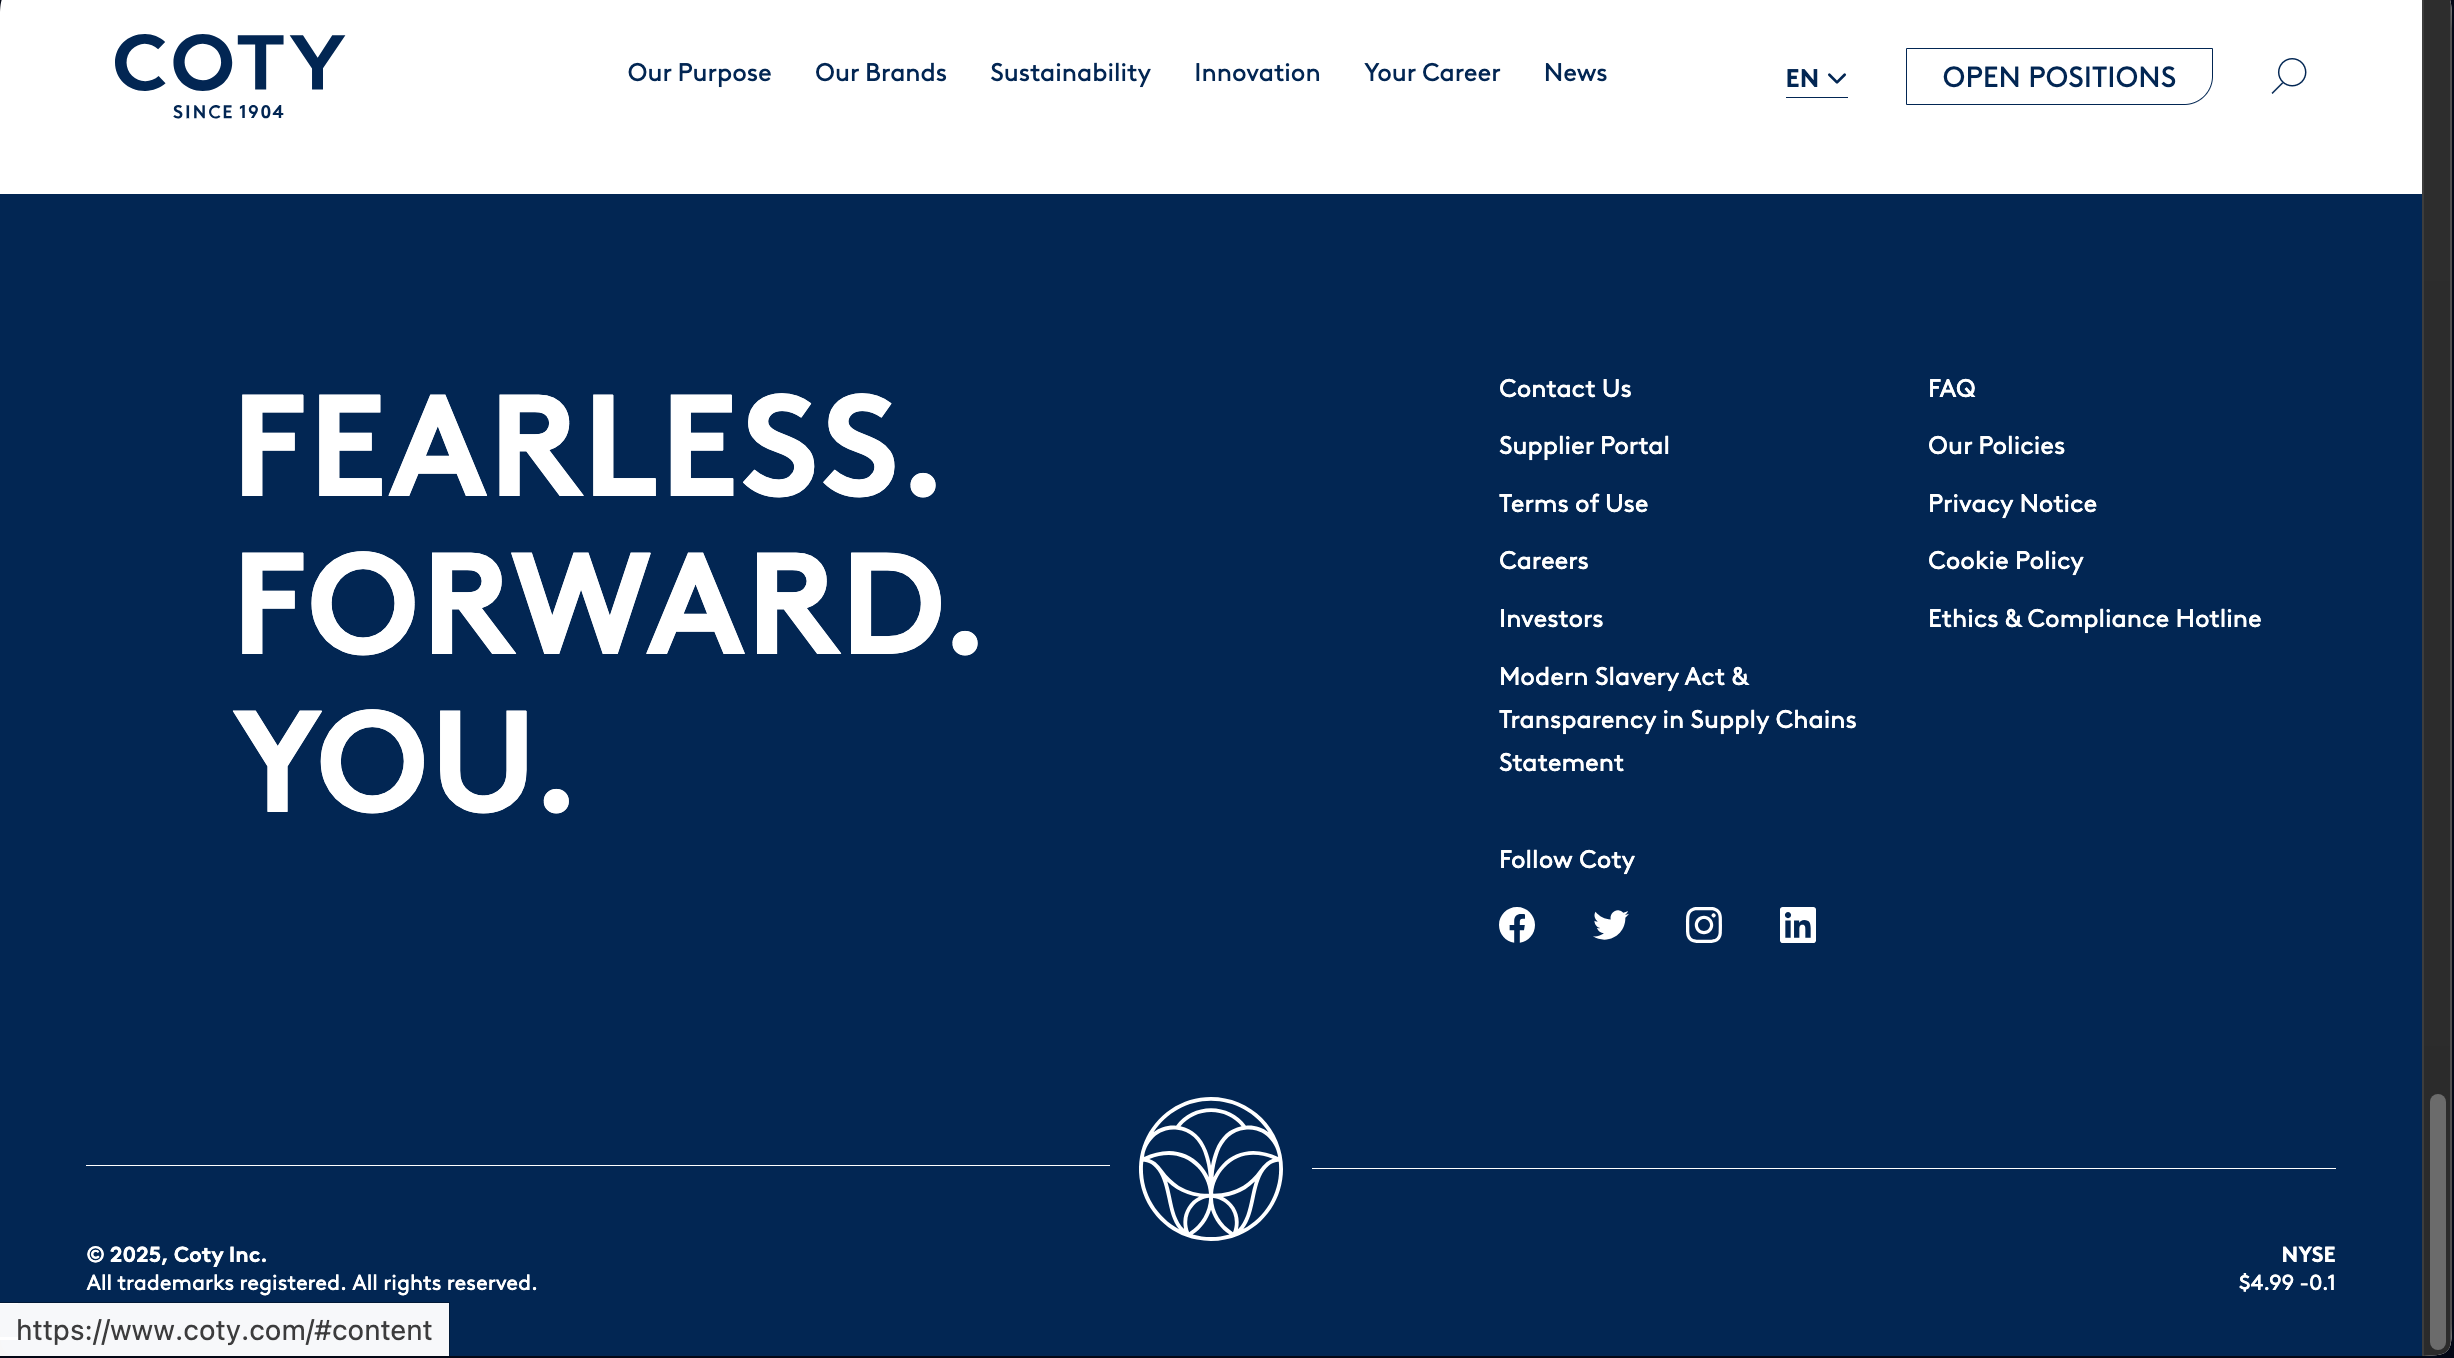 COTY
SINCE 1904
Our Purpose
Our Brands
Sustainability
Innovation
Your Career
News
EN
OPEN POSITIONS
FEARLESS.
FORWARD.
YOU.
Contact Us
Supplier Portal
Terms of Use
Careers
Investors
Modern Slavery Act &
Transparency in Supply Chains
Statement
FAQ
Our Policies
Privacy Notice
Cookie Policy
Ethics & Compliance Hotline
Follow Coty
© 2025, Coty Inc.
All trademarks registered. All rights reserved.
NYSE
$4.99 -0.1
https://www.coty.com/#content